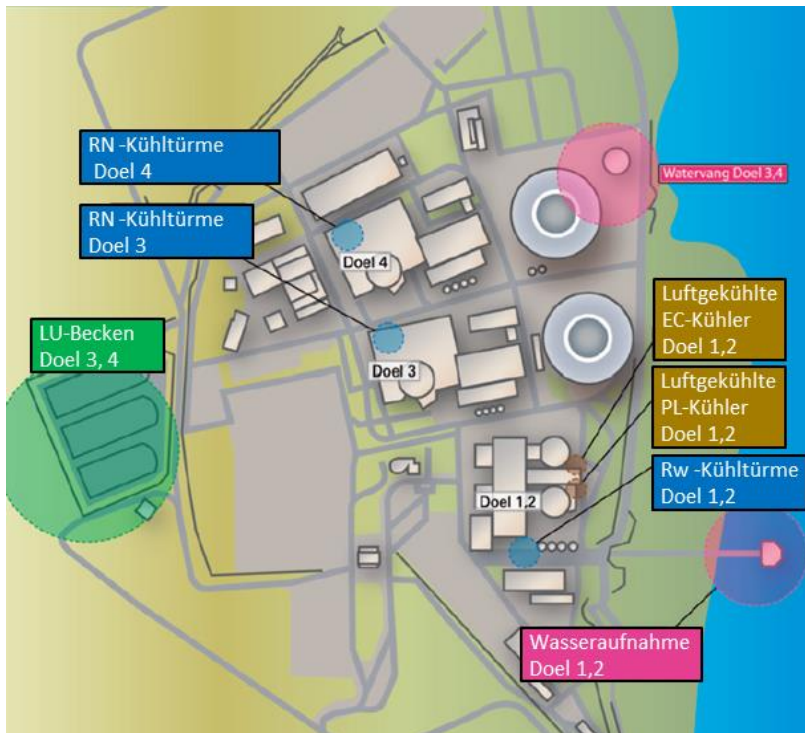 RN -Kühltürme
Doel 4
RN -Kühltürme
Doel 3
Watervang Doel 3,4
Doel 4
Luftgekühlte
EC-Kühler
Doel 1,2
LU-Becken
Doel 3, 4
Doel 3
Luftgekühlte
PL-Kühler
Doel 1,2
Rw -Kühltürme
Doel 1,2
Doel 1,2
Wasseraufnahme
Doel 1,2